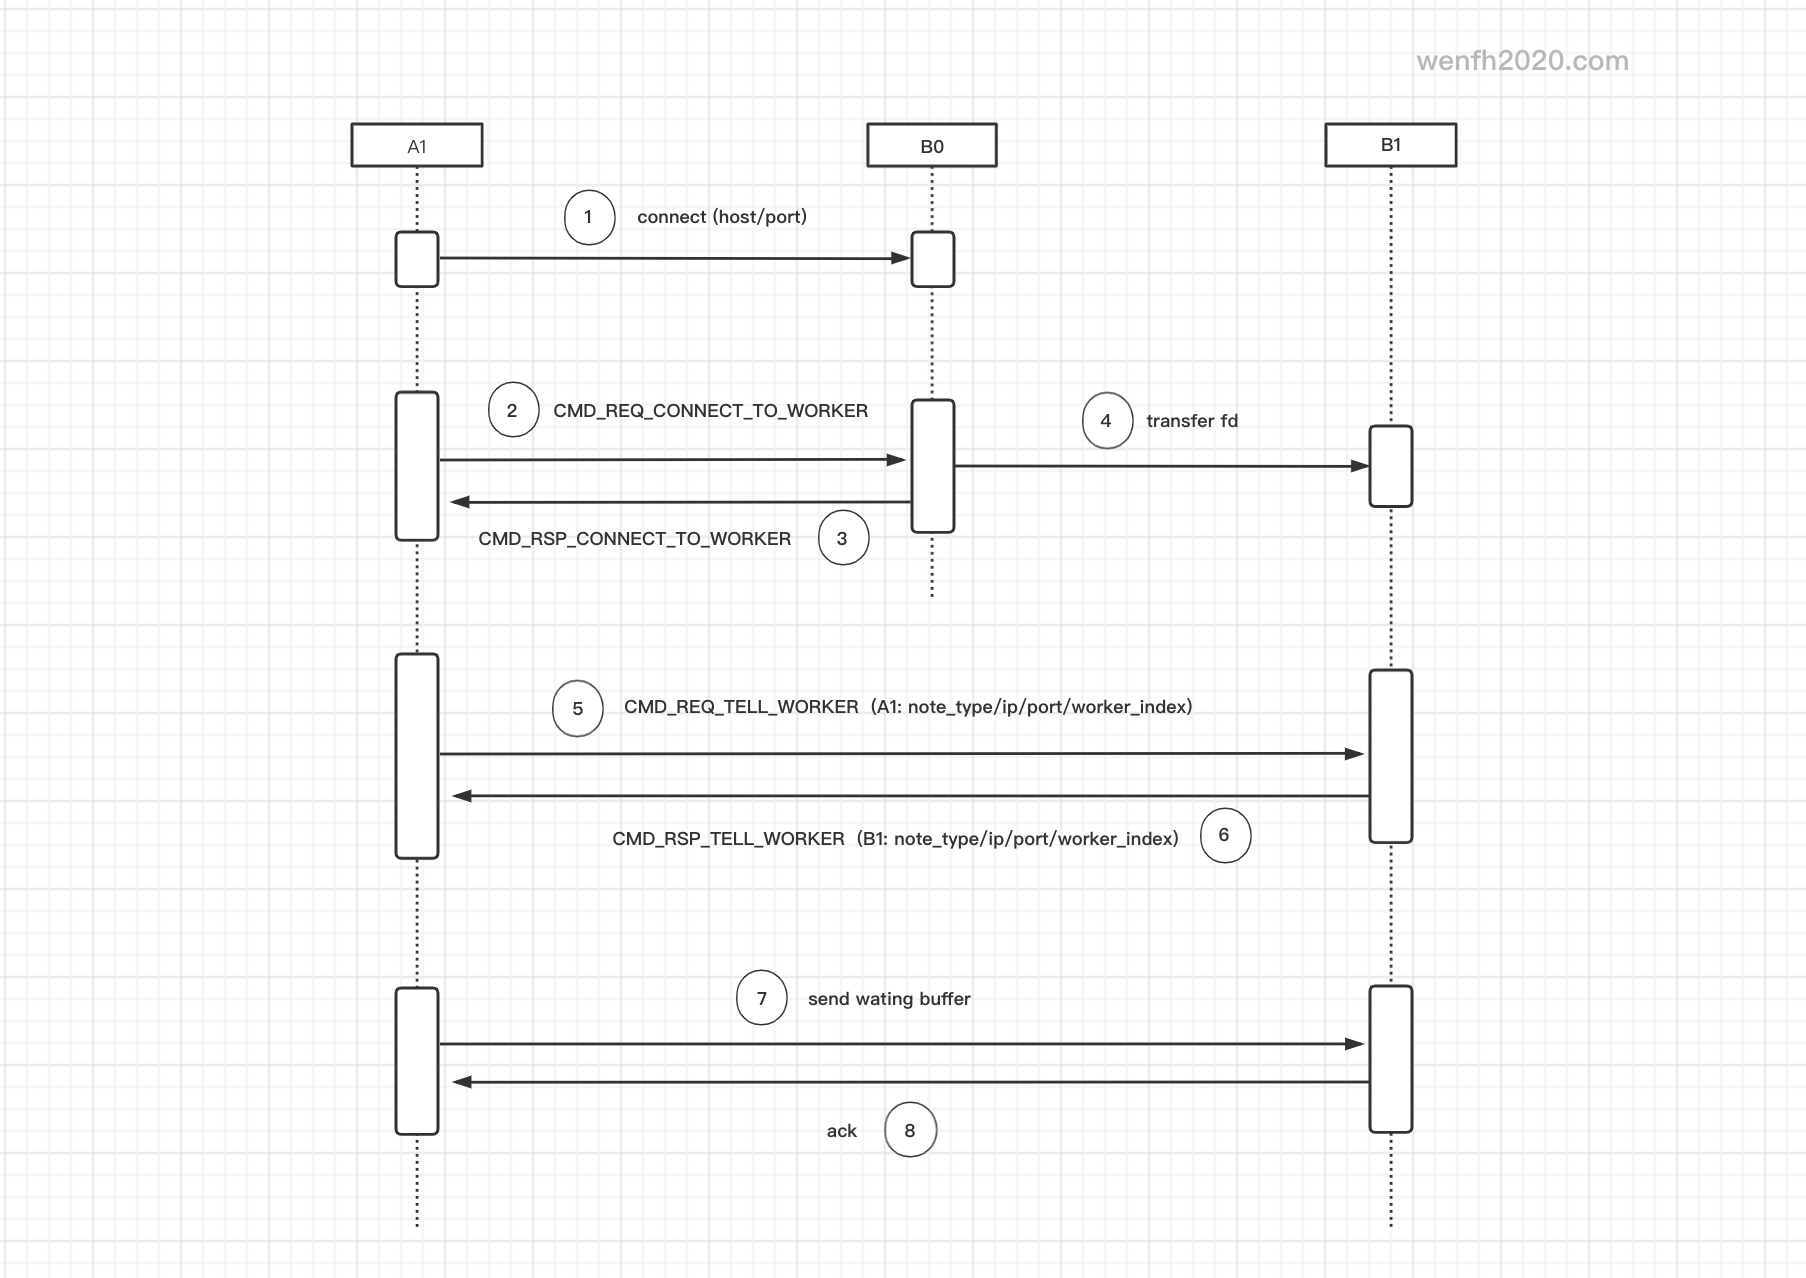 wenfh2020.com
A1
B0
B1
1 connect (host/port)
2 CMD_REQ_CONNECT_TO_WORKER
4 transfer fd
CMD_RSP_CONNECT_TO_WORKER 3
5 CMD_REQ_TELL_WORKER (A1: note_type/ip/port/worker_index)
CMD_RSP_TELL_WORKER (B1: note_type/ip/port/worker_index) 6
7 send wating buffer
ack 8